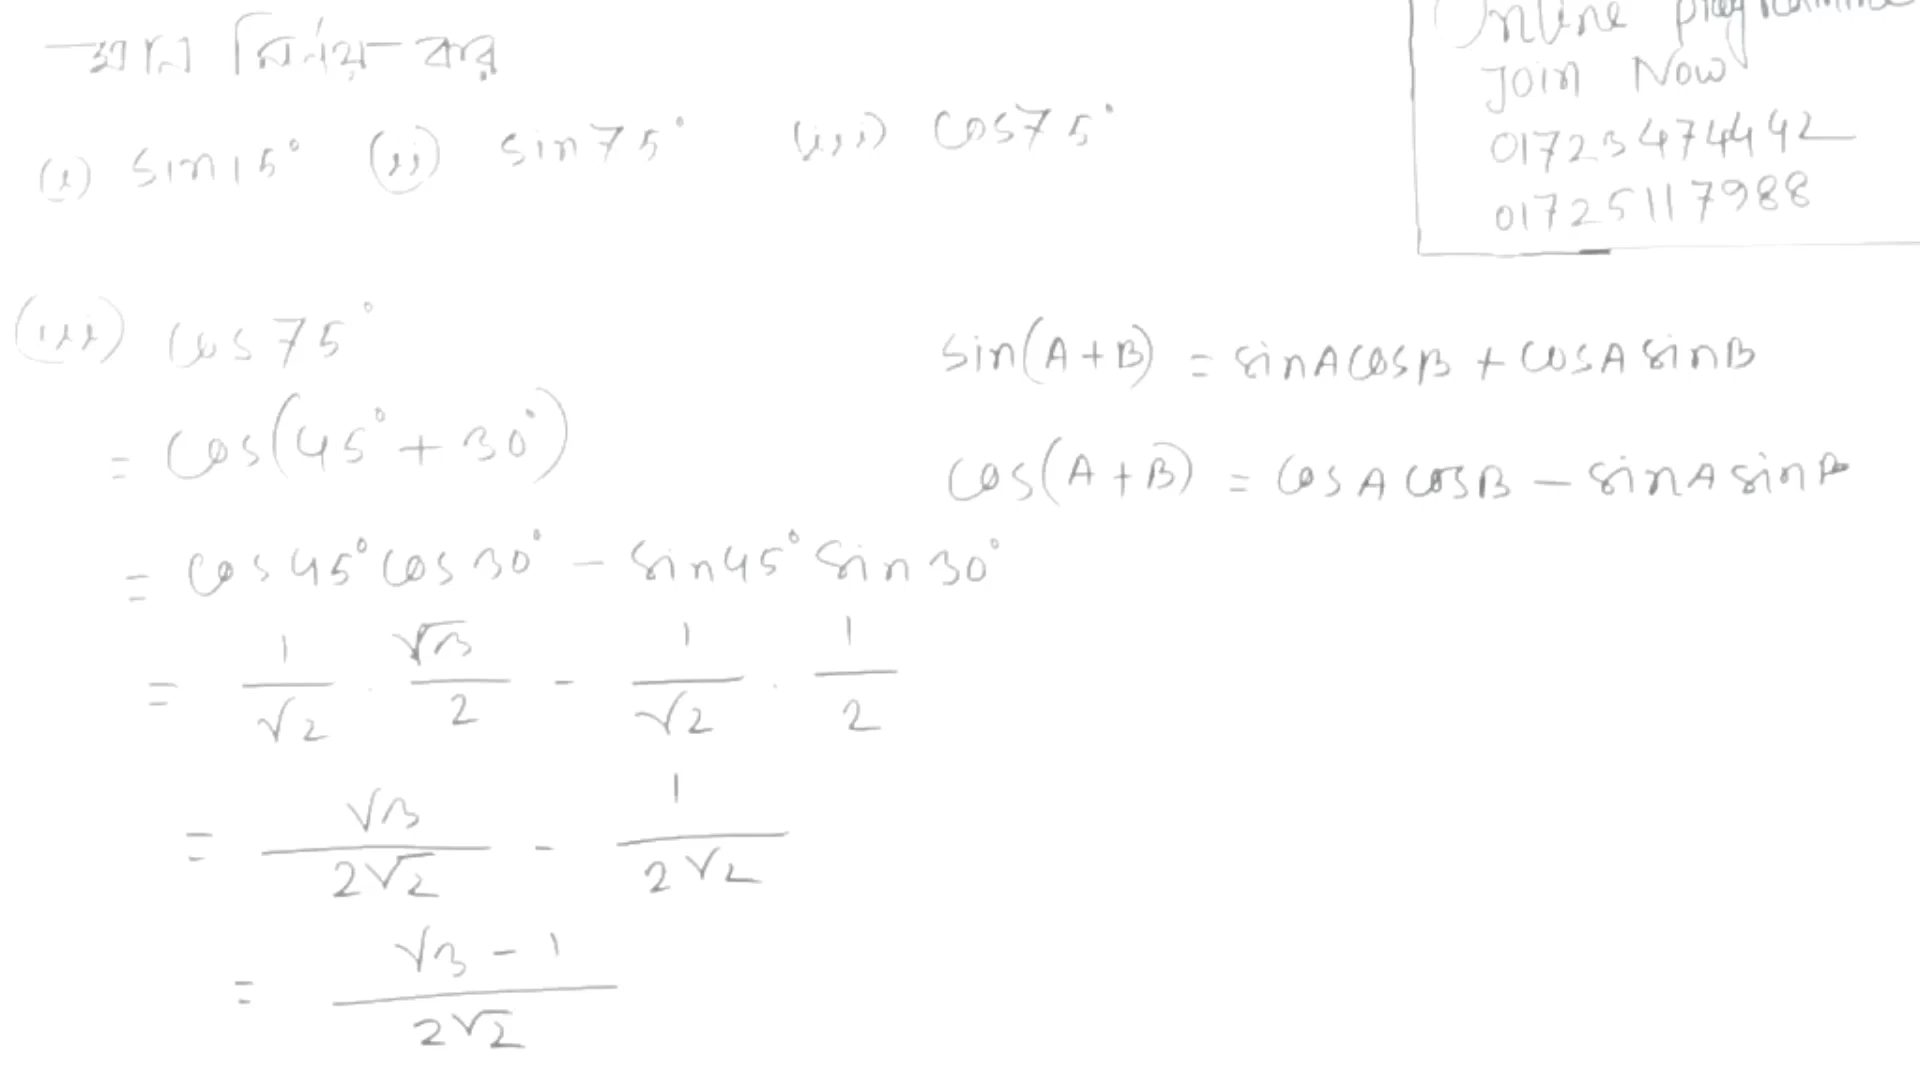 মান নির্ণয় কর
(i) sin15° (ii) sin75° (iii) cos75°
Online programme
Join Now
01723474442
01725117988
(iii) cos75°
= cos(45° + 30°)
= cos45° cos30° - sin45° sin30°
= 1/√2 . √3/2 - 1/√2 . 1/2
= √3/2√2 - 1/2√2
= √3 - 1/2√2
sin(A+B) = sinAcosB + cosAsinB
cos(A+B) = cosAcosB - sinAsinB